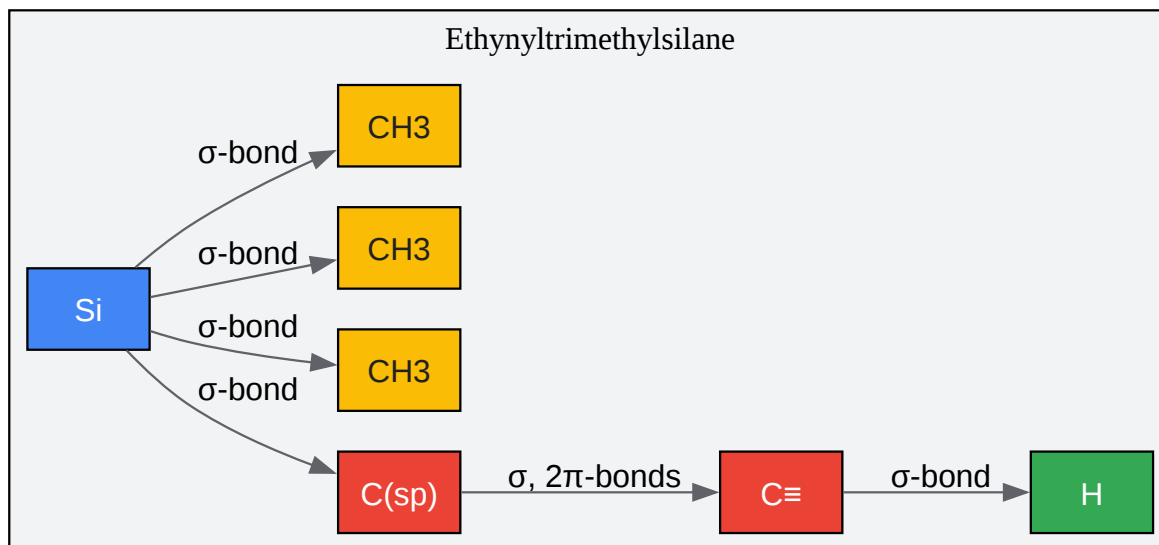 Ethynyltrimethylsilane
CH3
σ-bond
CH3
σ-bond
Si
σ-bond
CH3
σ-bond
C(sp)
σ, 2π-bonds
C≡
σ-bond
H